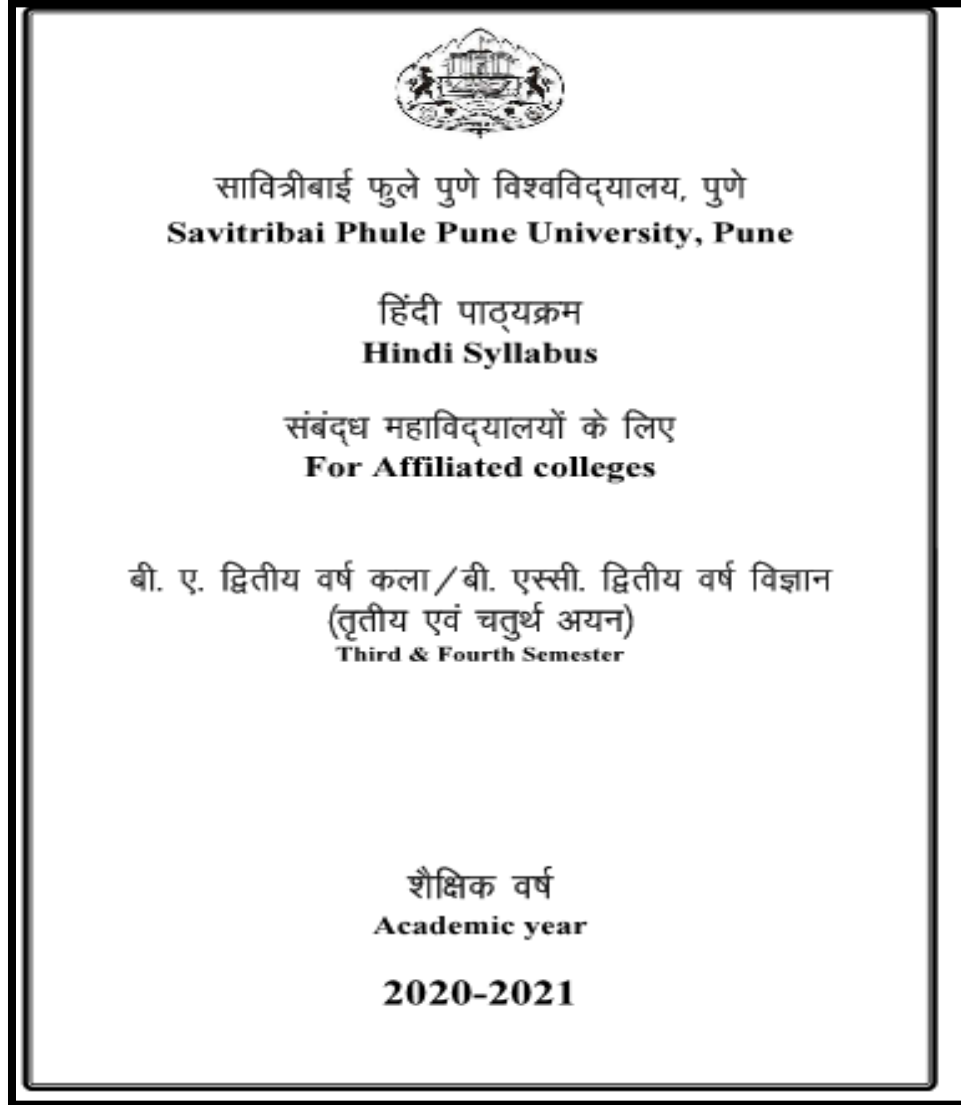 सावित्रीबाई फुले पुणे विश्वविद्यालय, पुणे
Savitribai Phule Pune University, Pune
हिंदी पाठ्यक्रम
Hindi Syllabus
संबंद्ध महाविद्यालयों के लिए
For Affiliated colleges
बी. ए. द्वितीय वर्ष कला/बी. एस्सी. द्वितीय वर्ष विज्ञान
(तृतीय एवं चतुर्थ अयन)
Third & Fourth Semester
शैक्षिक वर्ष
Academic year
2020-2021